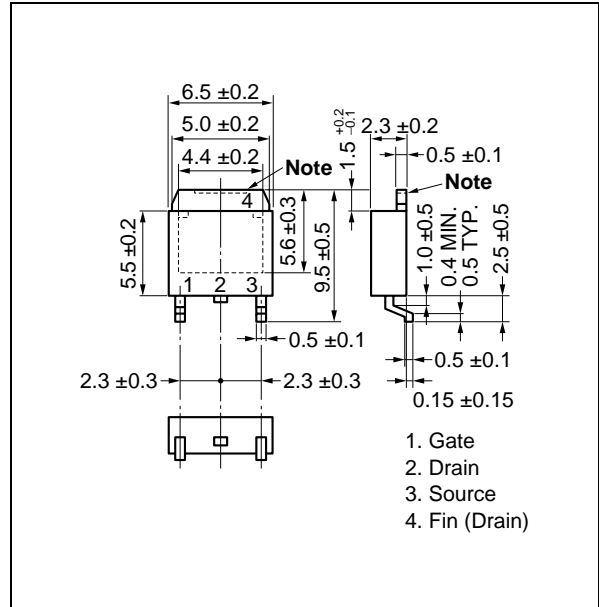 6.5 ±0.2
5.0 ±0.2
4.4 ±0.2
Note
1.5 +0.2 −0.1
2.3 ±0.2
0.5 ±0.1
Note
4
5.5 ±0.2
5.6 ±0.3
9.5 ±0.5
1.0 ±0.5
0.4 MIN.
0.5 TYP.
2.5 ±0.5
1 2 3
0.5 ±0.1
0.5 ±0.1
2.3 ±0.3
2.3 ±0.3
0.15 ±0.15
1. Gate
2. Drain
3. Source
4. Fin (Drain)